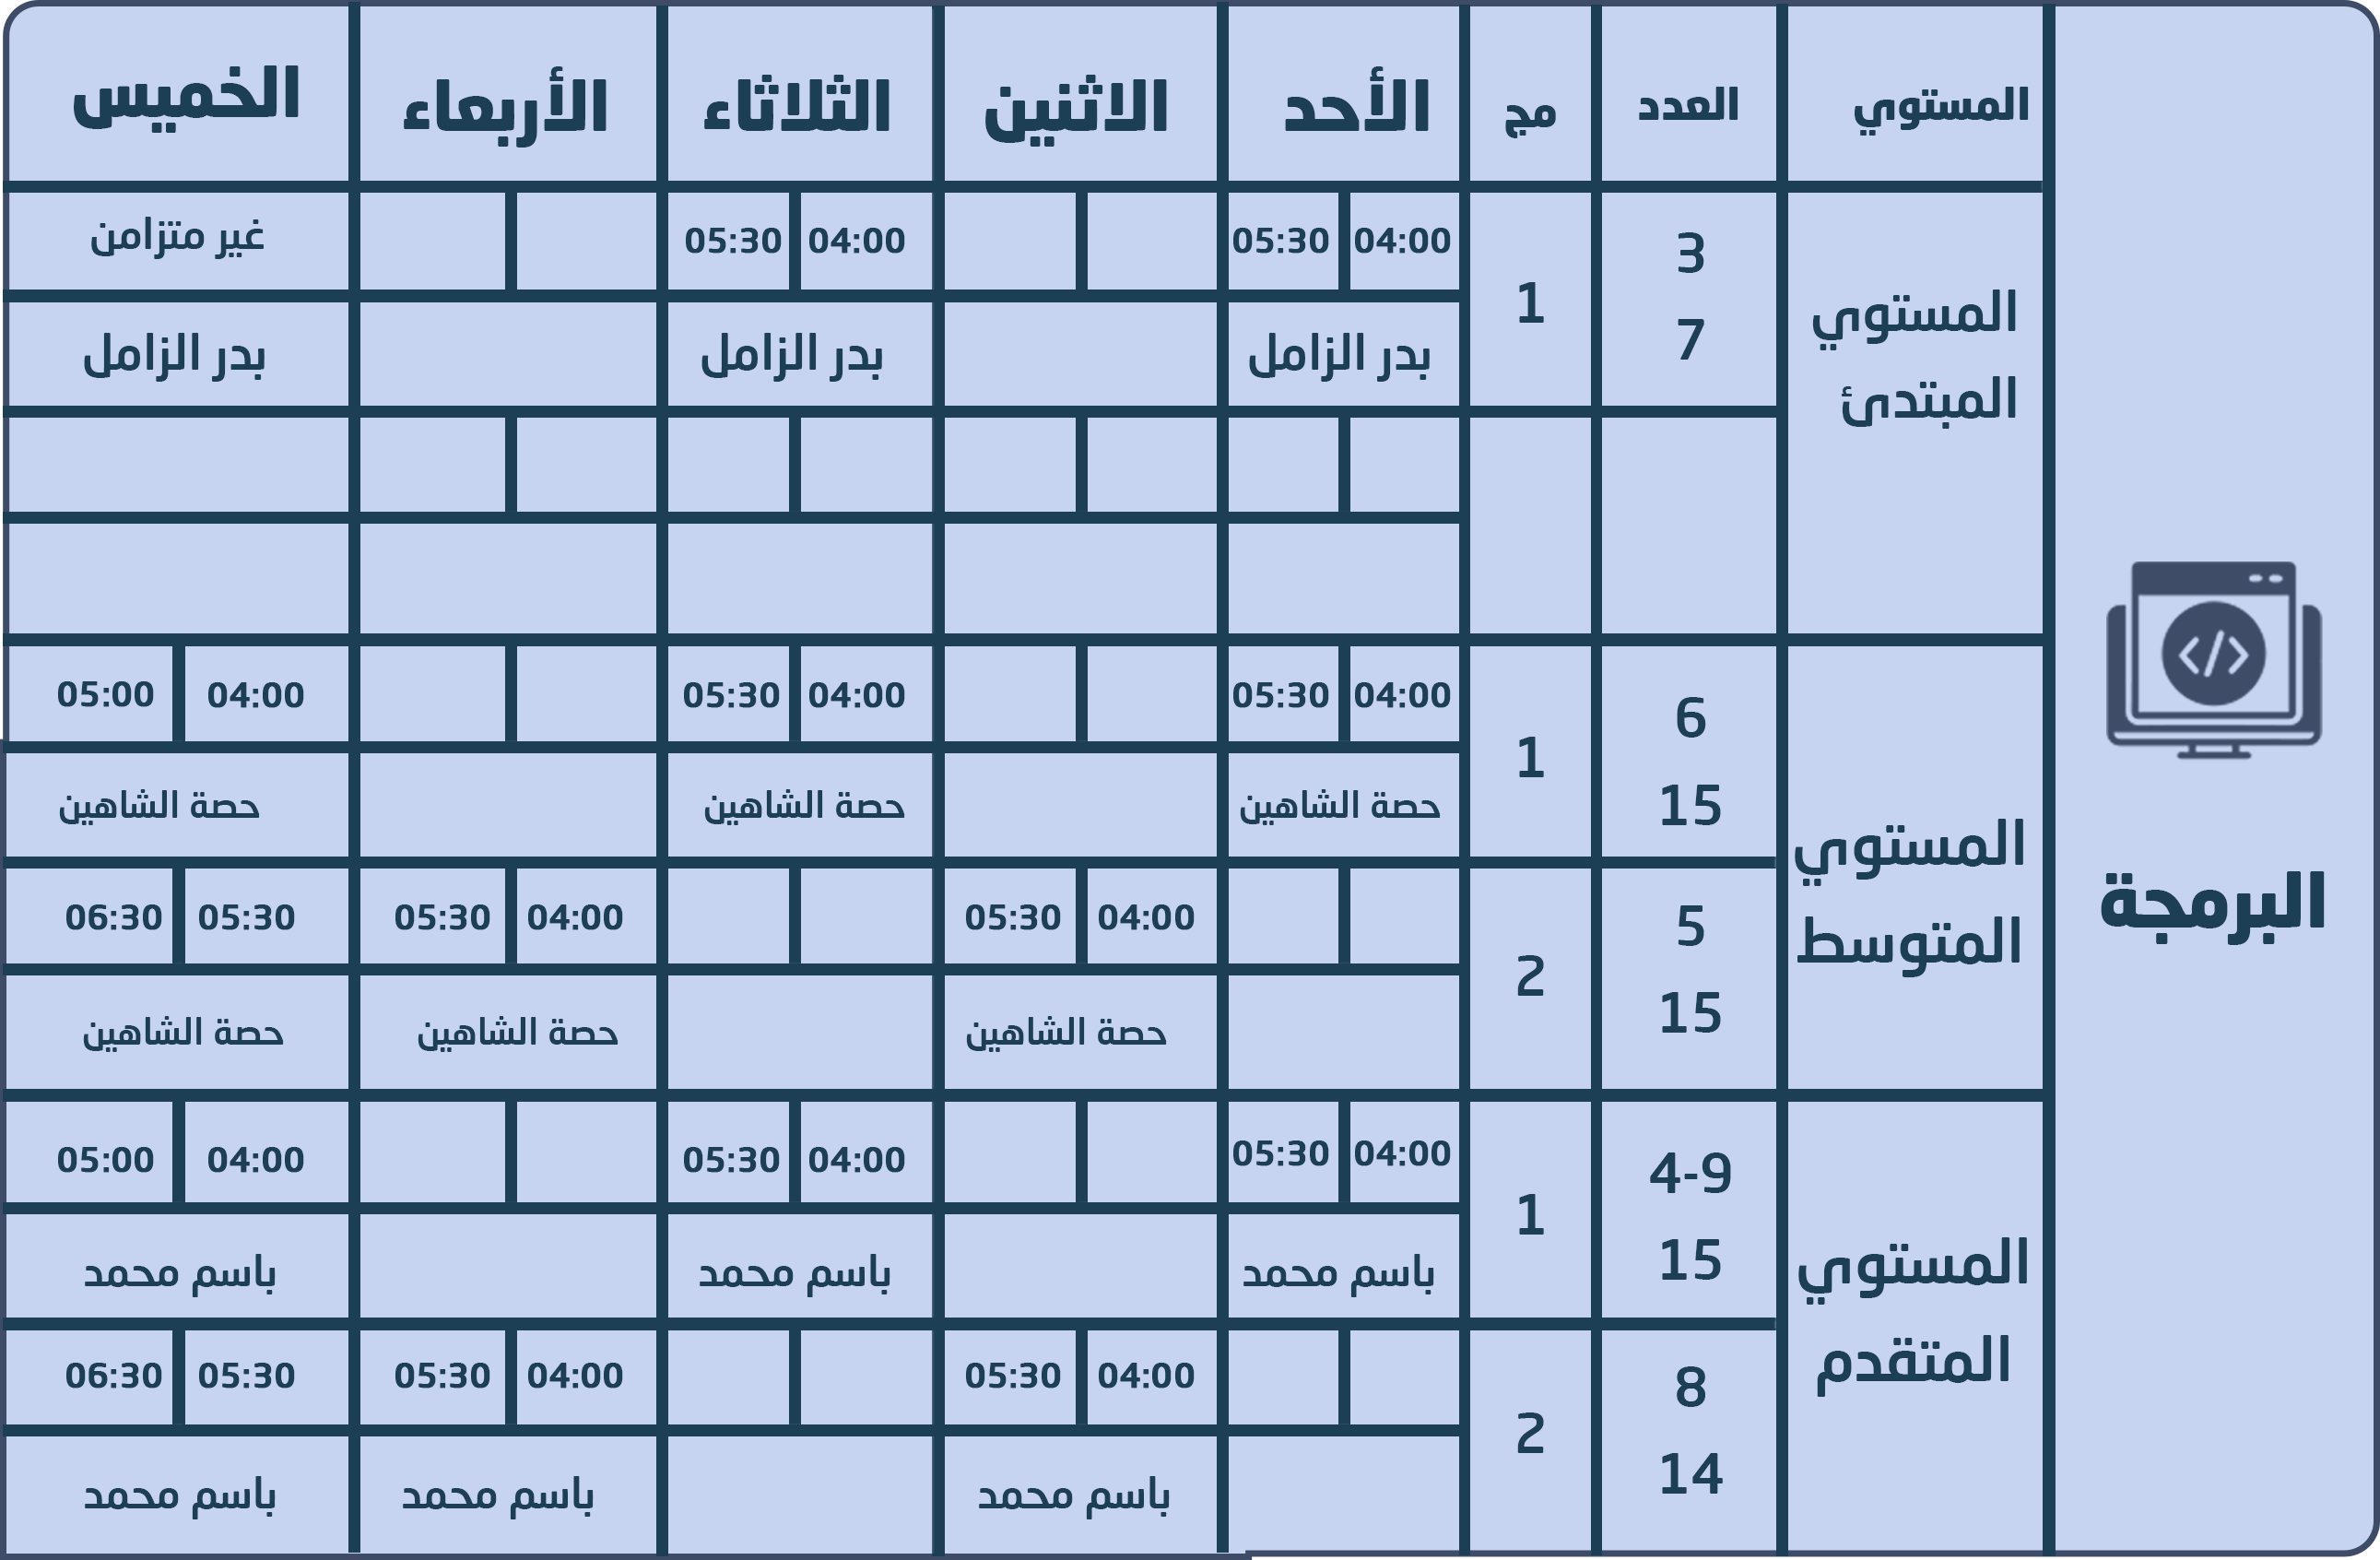 المستوي العدد مج الأحد الاثنين الثلاثاء الأربعاء الخميس
البرمجة
المستوي
المبتدئ
3
7
1
04:00 05:30 04:00 05:30 غير متزامن
بدر الزامل بدر الزامل بدر الزامل
المستوي
المتوسط
6
15
1
04:00 05:30 04:00 05:30 04:00 05:00
حصة الشاهين حصة الشاهين حصة الشاهين
5
15
2
04:00 05:30 04:00 05:30 05:30 06:30
حصة الشاهين حصة الشاهين حصة الشاهين
المستوي
المتقدم
4-9
15
1
04:00 05:30 04:00 05:30 04:00 05:00
باسم محمد باسم محمد باسم محمد
8
14
2
04:00 05:30 04:00 05:30 05:30 06:30
باسم محمد باسم محمد باسم محمد